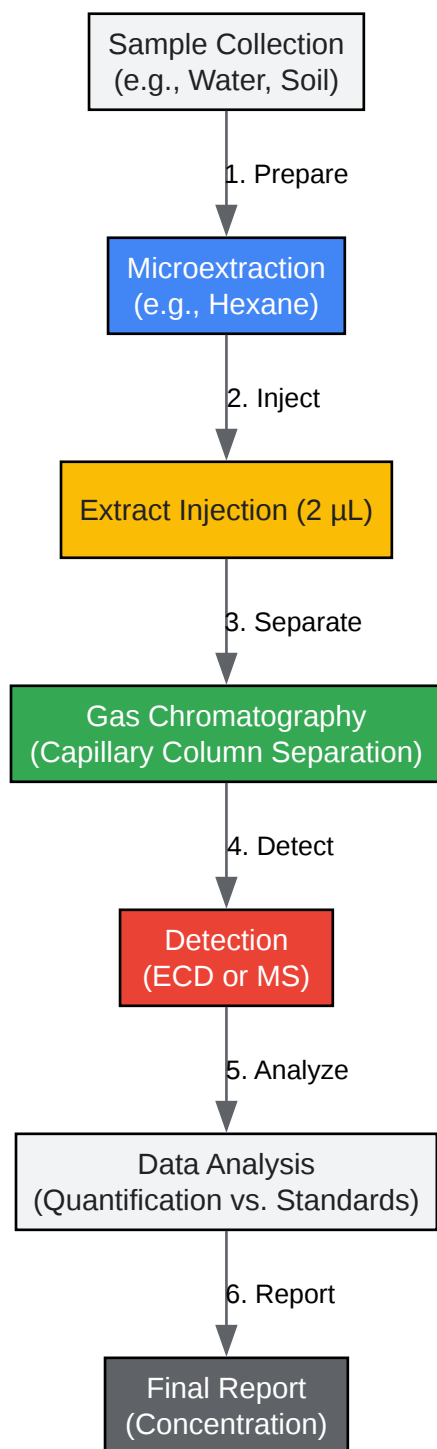 Sample Collection
(e.g., Water, Soil)
1. Prepare
Microextraction
(e.g., Hexane)
2. Inject
Extract Injection (2 µL)
3. Separate
Gas Chromatography
(Capillary Column Separation)
4. Detect
Detection
(ECD or MS)
5. Analyze
Data Analysis
(Quantification vs. Standards)
6. Report
Final Report
(Concentration)